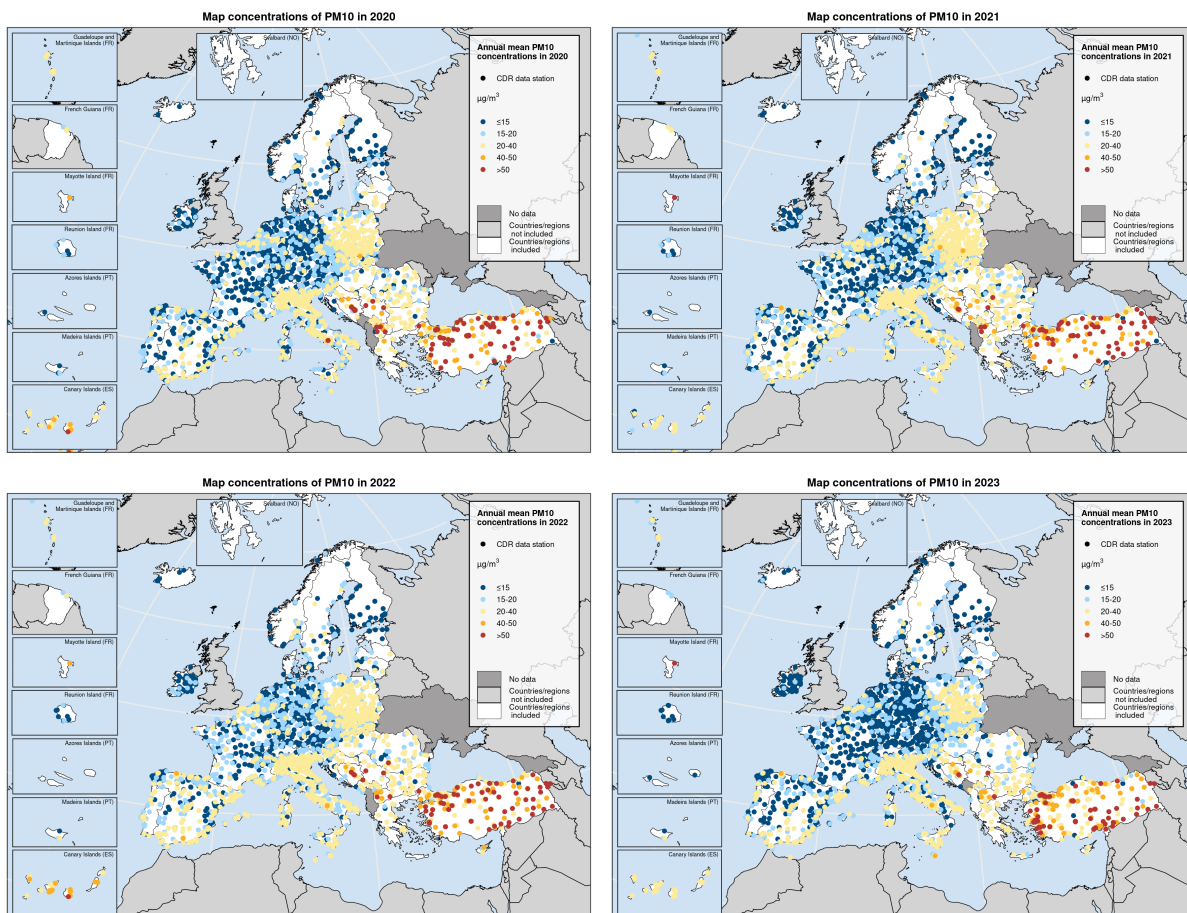 Map concentrations of PM10 in 2020
Guadeloupe and
Martinique Islands (FR)
French Guiana (FR)
Mayotte Island (FR)
Reunion Island (FR)
Azores Islands (PT)
Madeira Islands (PT)
Canary Islands (ES)
Svalbard (NO)
Annual mean PM10
concentrations in 2020
CDR data station
µg/m³
≤15
15-20
20-40
40-50
>50
No data
Countries/regions
not included
Countries/regions
included
Map concentrations of PM10 in 2021
Guadeloupe and
Martinique Islands (FR)
French Guiana (FR)
Mayotte Island (FR)
Reunion Island (FR)
Azores Islands (PT)
Madeira Islands (PT)
Canary Islands (ES)
Svalbard (NO)
Annual mean PM10
concentrations in 2021
CDR data station
µg/m³
≤15
15-20
20-40
40-50
>50
No data
Countries/regions
not included
Countries/regions
included
Map concentrations of PM10 in 2022
Guadeloupe and
Martinique Islands (FR)
French Guiana (FR)
Mayotte Island (FR)
Reunion Island (FR)
Azores Islands (PT)
Madeira Islands (PT)
Canary Islands (ES)
Svalbard (NO)
Annual mean PM10
concentrations in 2022
CDR data station
µg/m³
≤15
15-20
20-40
40-50
>50
No data
Countries/regions
not included
Countries/regions
included
Map concentrations of PM10 in 2023
Guadeloupe and
Martinique Islands (FR)
French Guiana (FR)
Mayotte Island (FR)
Reunion Island (FR)
Azores Islands (PT)
Madeira Islands (PT)
Canary Islands (ES)
Svalbard (NO)
Annual mean PM10
concentrations in 2023
CDR data station
µg/m³
≤15
15-20
20-40
40-50
>50
No data
Countries/regions
not included
Countries/regions
included